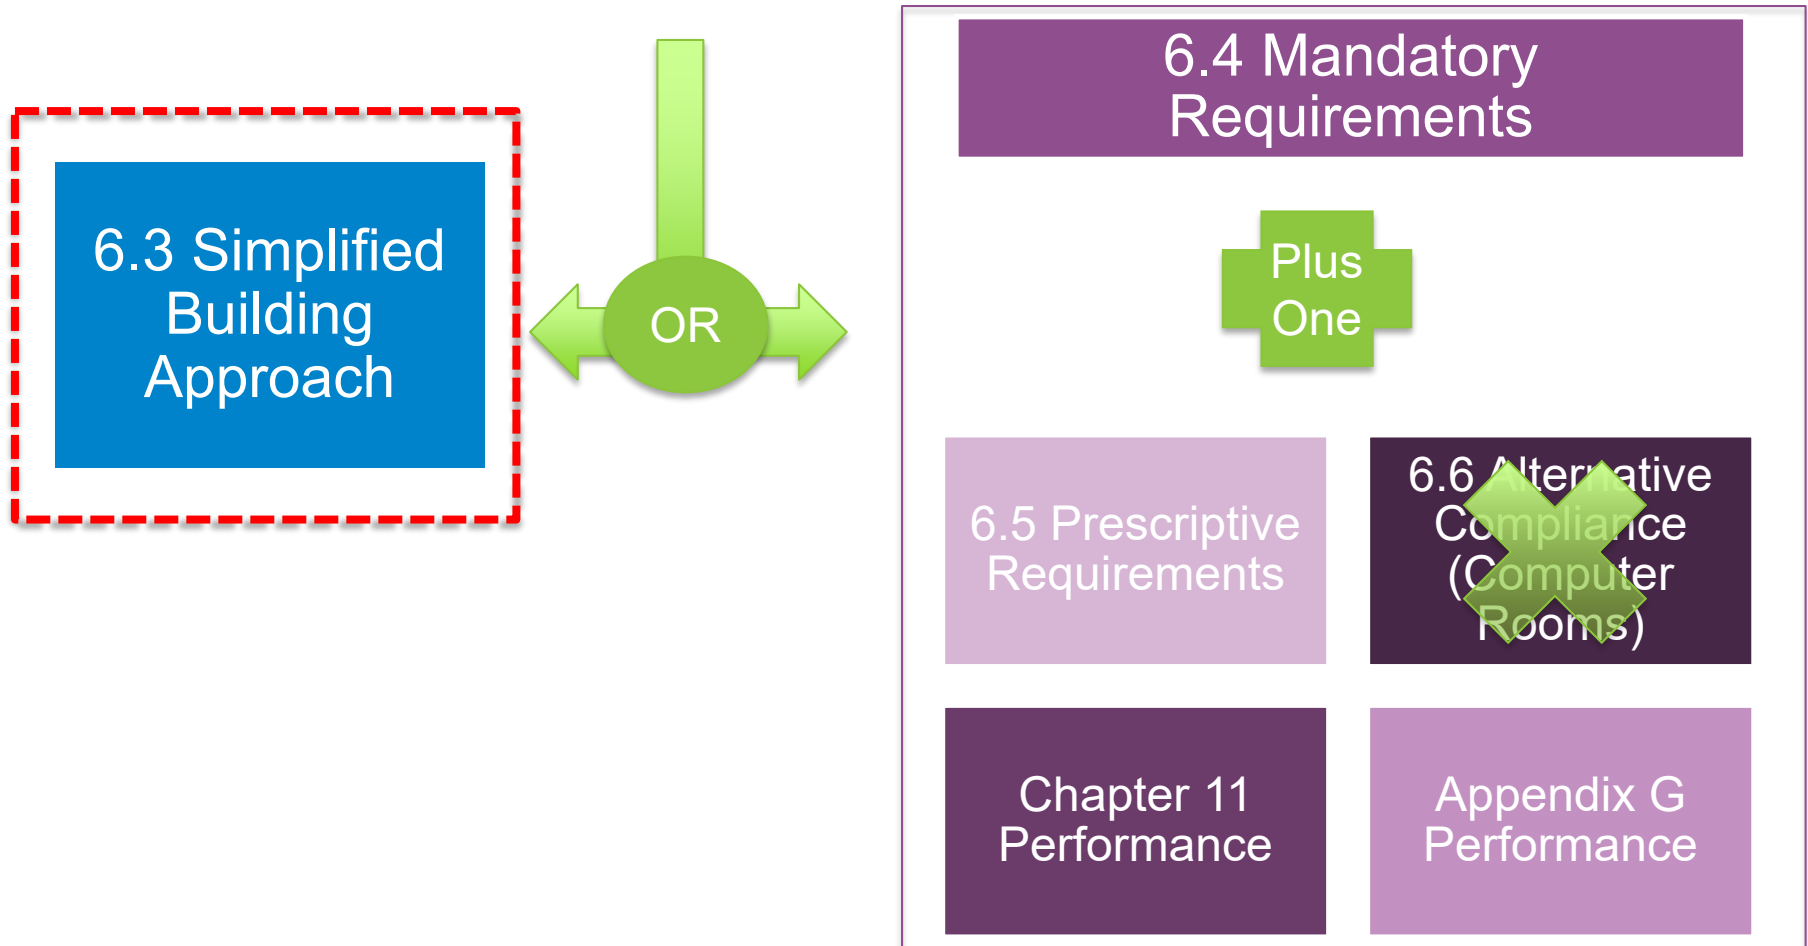 6.3 Simplified
Building
Approach
OR
6.4 Mandatory
Requirements
Plus
One
6.5 Prescriptive
Requirements
6.6 Alternative
Compliance
(Computer
Rooms)
Chapter 11
Performance
Appendix G
Performance